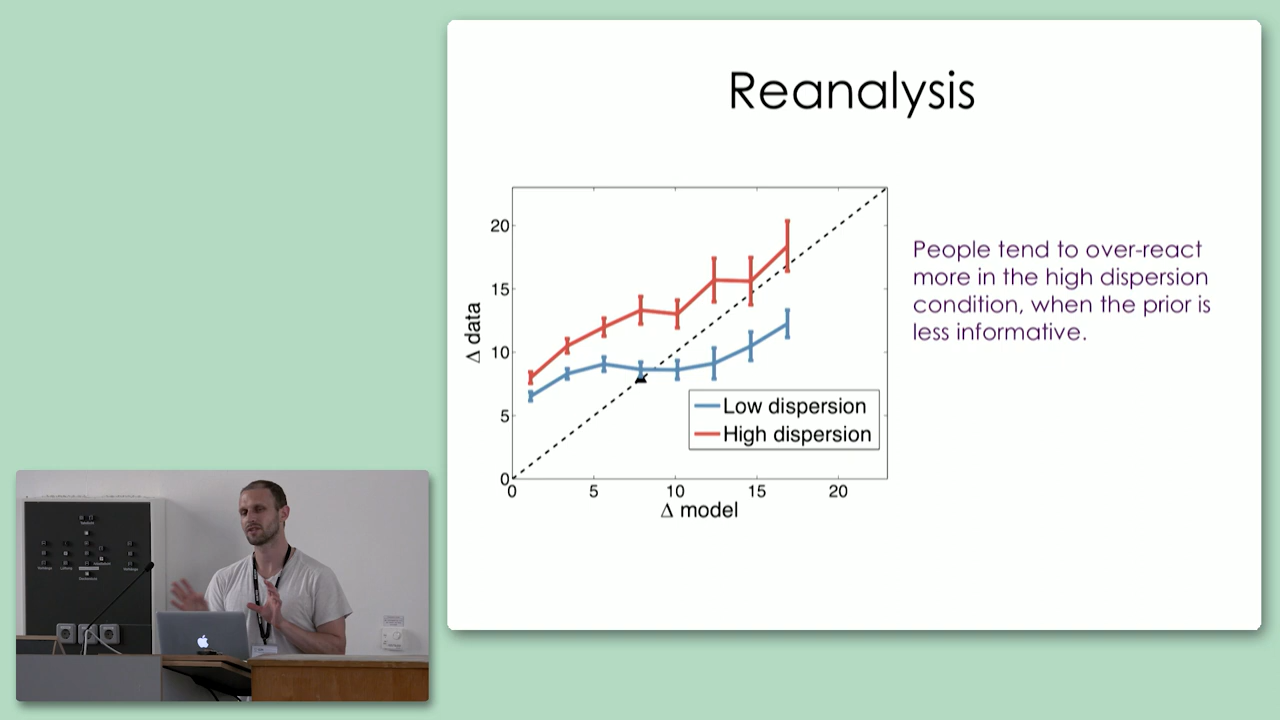 Reanalysis
20
15
10
5
0
Δ data
0 5 10 15 20
Δ model
Low dispersion
High dispersion
People tend to over-react
more in the high dispersion
condition, when the prior is
less informative.